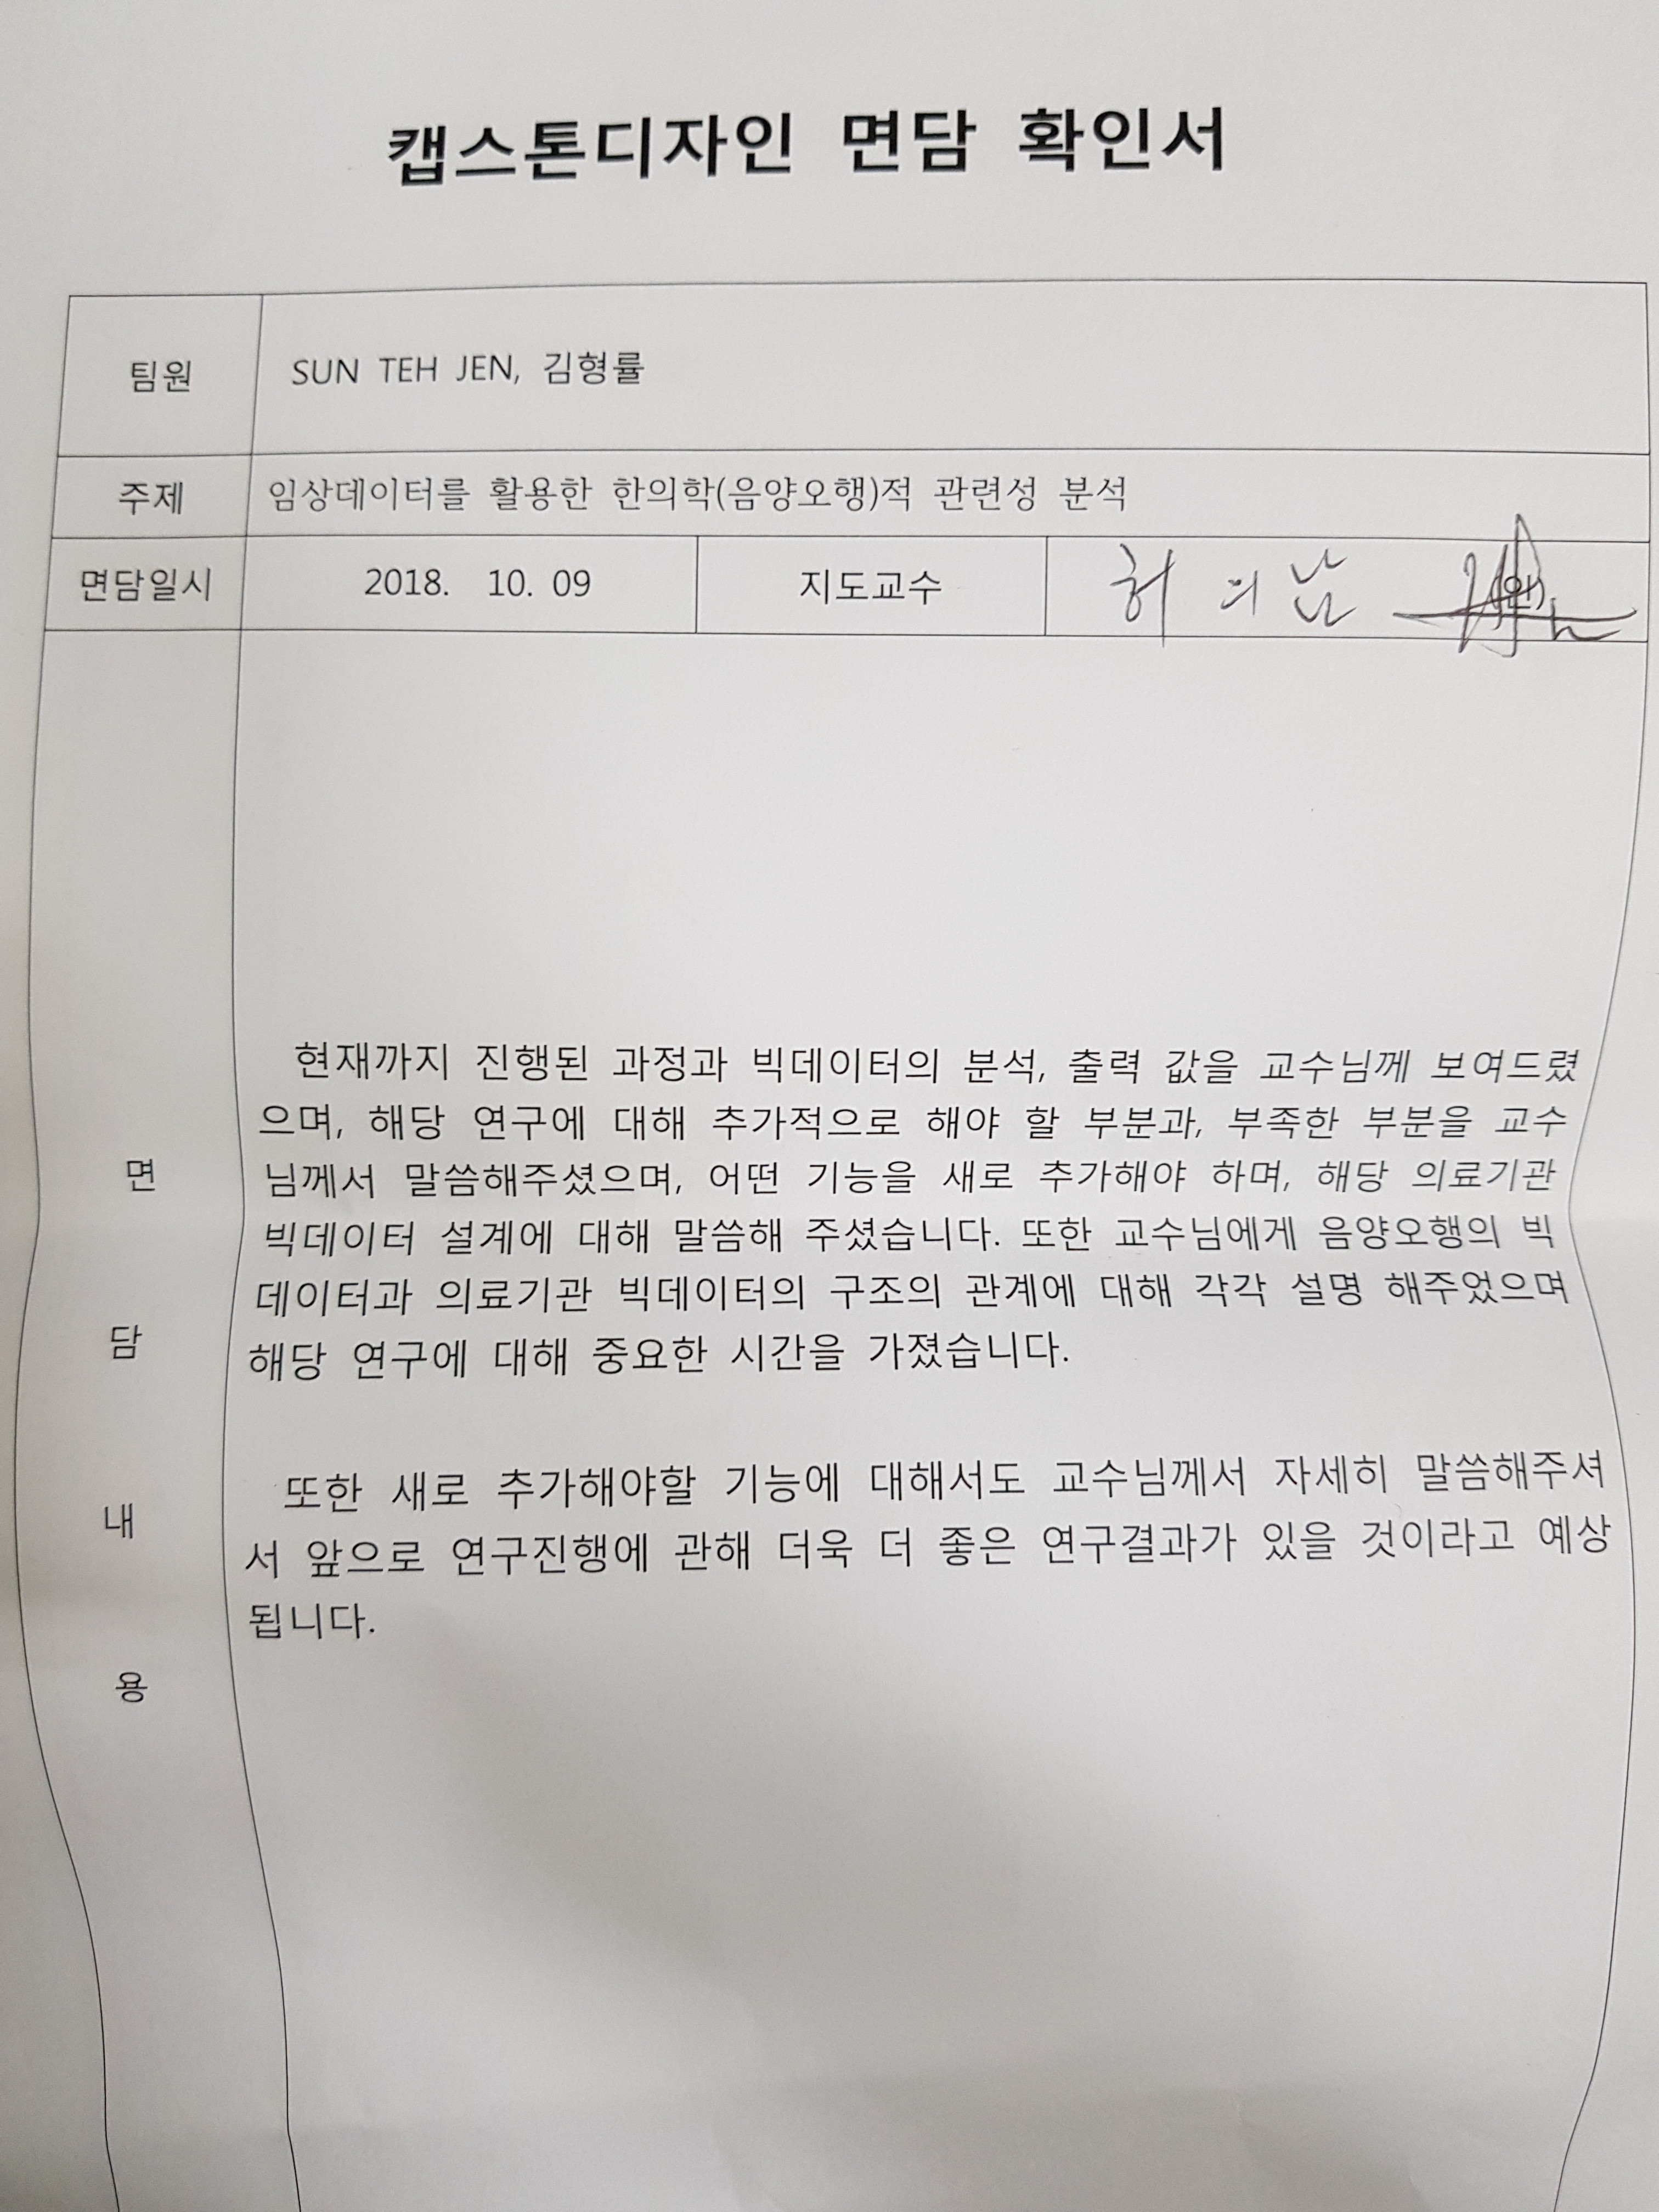 캡스톤디자인 면담 확인서
팀원 SUN TEH JEN, 김형률
주제 임상데이터를 활용한 한의학(음양오행)적 관련성 분석
면담일시 2018. 10. 09 지도교수 허 의 남 (인)
면담내용
현재까지 진행된 과정과 빅데이터의 분석, 출력 값을 교수님께 보여드렸
으며, 해당 연구에 대해 추가적으로 해야 할 부분과, 부족한 부분을 교수
님께서 말씀해주셨으며, 어떤 기능을 새로 추가해야 하며, 해당 의료기관
빅데이터 설계에 대해 말씀해 주셨습니다. 또한 교수님에게 음양오행의 빅
데이터과 의료기관 빅데이터의 구조의 관계에 대해 각각 설명 해주었으며
해당 연구에 대해 중요한 시간을 가졌습니다.
또한 새로 추가해야할 기능에 대해서도 교수님께서 자세히 말씀해주셔
서 앞으로 연구진행에 관해 더욱 더 좋은 연구결과가 있을 것이라고 예상
됩니다.